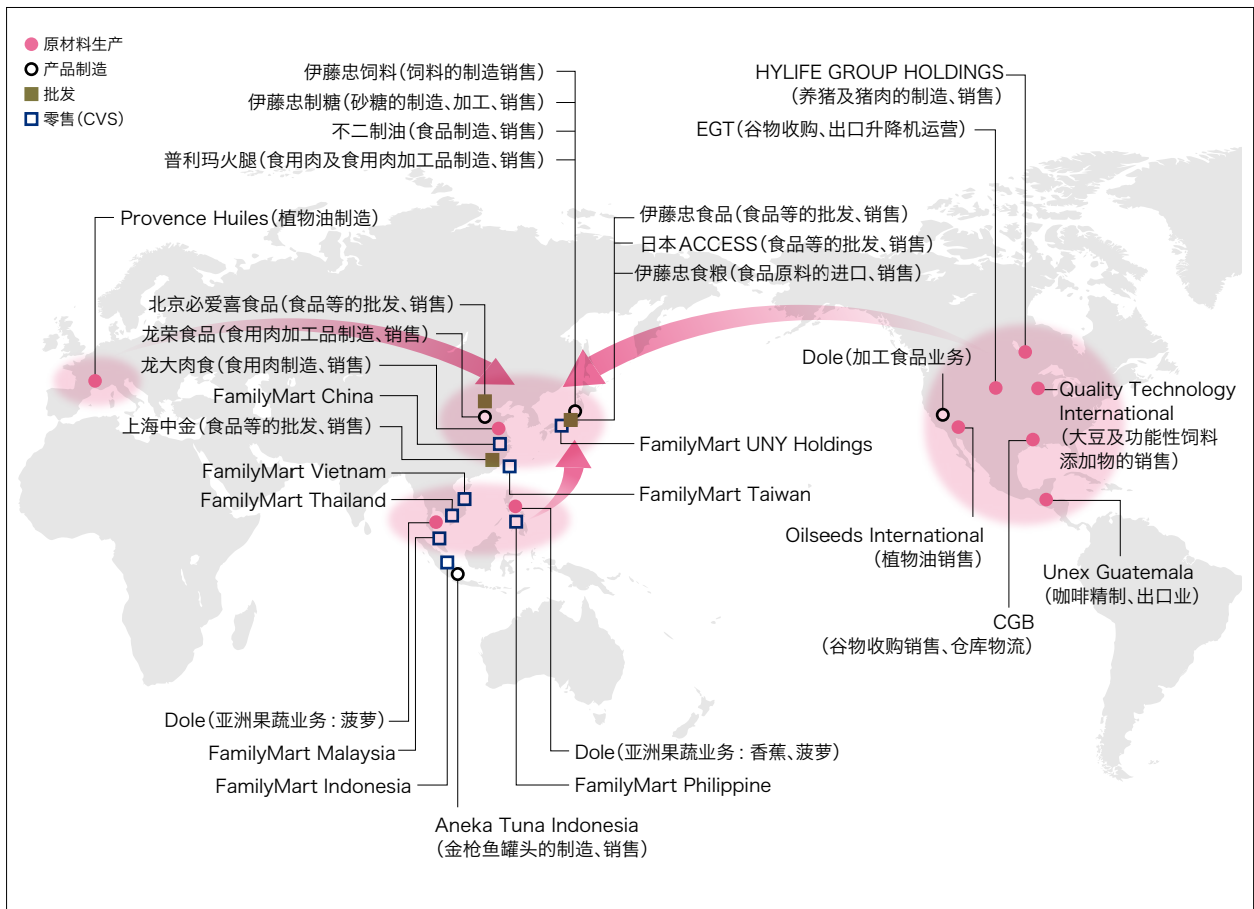 原材料生产
产品制造
批发
零售(CVS)
伊藤忠饲料(饲料的制造销售)
伊藤忠制糖(砂糖的制造、加工、销售)
不二制油(食品制造、销售)
普利玛火腿(食用肉及食用肉加工品制造、销售)
HYLIFE GROUP HOLDINGS
(养猪及猪肉的制造、销售)
EGT(谷物收购、出口升降机运营)
Provence Huiles(植物油制造)
伊藤忠食品(食品等的批发、销售)
日本ACCESS(食品等的批发、销售)
伊藤忠食粮(食品原料的进口、销售)
北京必爱喜食品(食品等的批发、销售)
龙荣食品(食用肉加工品制造、销售)
龙大肉食(食用肉制造、销售)
FamilyMart China
上海中金(食品等的批发、销售)
FamilyMart Vietnam
FamilyMart Thailand
FamilyMart UNY Holdings
FamilyMart Taiwan
Dole(加工食品业务)
Quality Technology
International
(大豆及功能性饲料
添加物的销售)
Oilseeds International
(植物油销售)
Unex Guatemala
(咖啡精制、出口业)
CGB
(谷物收购销售、仓库物流)
Dole(亚洲果蔬业务:菠萝)
FamilyMart Malaysia
FamilyMart Indonesia
Dole(亚洲果蔬业务:香蕉、菠萝)
FamilyMart Philippine
Aneka Tuna Indonesia
(金枪鱼罐头的制造、销售)